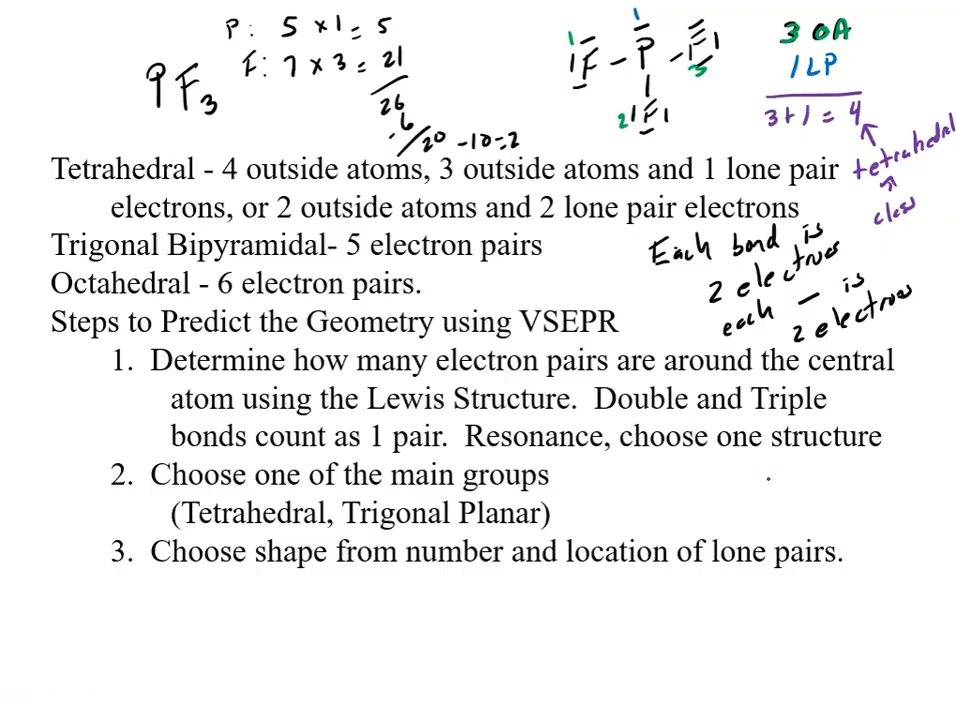 P: 5 x 1 = 5
F: 7 x 3 = 21
PF3
26
-6
20 -10=2
1 1
F - P - F
2 F 3
3 OA
1 LP
3+1 = 4
tetrahedral
class
Tetrahedral - 4 outside atoms, 3 outside atoms and 1 lone pair
electrons, or 2 outside atoms and 2 lone pair electrons
Trigonal Bipyramidal- 5 electron pairs
Octahedral - 6 electron pairs.
Each bond is
2 electrons
each — is
2 electrons
Steps to Predict the Geometry using VSEPR
1. Determine how many electron pairs are around the central
atom using the Lewis Structure. Double and Triple
bonds count as 1 pair. Resonance, choose one structure
2. Choose one of the main groups
(Tetrahedral, Trigonal Planar)
3. Choose shape from number and location of lone pairs.